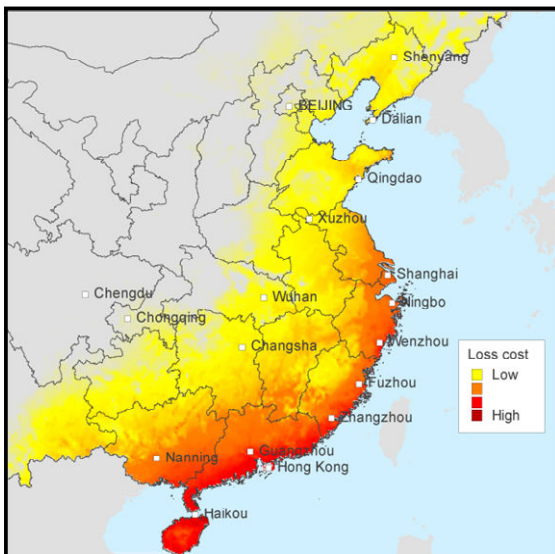 Shenyang
BEIJING
Dalian
Qingdao
Xuzhou
Shanghai
Chengdu
Wuhan
Ningbo
Chongqing
Changsha
Wenzhou
Loss cost
Low
High
Fuzhou
Zhangzhou
Nanning
Guangzhou
Hong Kong
Haikou